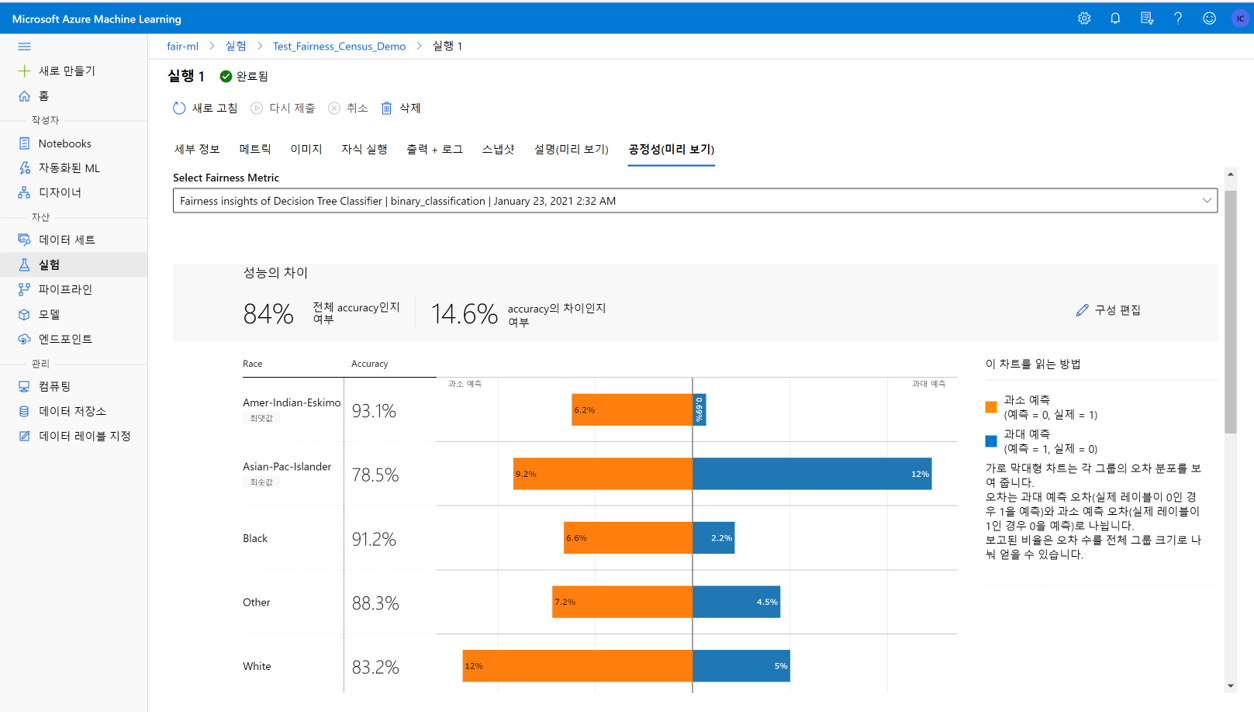 Microsoft Azure Machine Learning
IC
fair-ml > 실험 > Test_Fairness_Census_Demo > 실행 1
새로 만들기
홈
작성자
Notebooks
자동화된 ML
디자이너
자산
데이터 세트
실험
파이프라인
모델
엔드포인트
관리
컴퓨팅
데이터 저장소
데이터 레이블 지정
실행 1 완료됨
새로 고침 다시 제출 취소 삭제
세부 정보 메트릭 이미지 자식 실행 출력 + 로그 스냅샷 설명(미리 보기) 공정성(미리 보기)
Select Fairness Metric
Fairness insights of Decision Tree Classifier | binary_classification | January 23, 2021 2:32 AM
성능의 차이
84% 전체 accuracy인지
여부
14.6% accuracy의 차이인지
여부
구성 편집
Race Accuracy
과소 예측 과대 예측
Amer-Indian-Eskimo
최댓값
93.1% 6.2% 0.69%
Asian-Pac-Islander
최솟값
78.5% 9.2% 12%
Black 91.2% 6.6% 2.2%
Other 88.3% 7.2% 4.5%
White 83.2% 12% 5%
이 차트를 읽는 방법
과소 예측
(예측 = 0, 실제 = 1)
과대 예측
(예측 = 1, 실제 = 0)
가로 막대형 차트는 각 그룹의 오차 분포를 보
여 줍니다.
오차는 과대 예측 오차(실제 레이블이 0인 경
우 1을 예측)와 과소 예측 오차(실제 레이블이
1인 경우 0을 예측)로 나뉩니다.
보고된 비율은 오차 수를 전체 그룹 크기로 나
눠 얻을 수 있습니다.